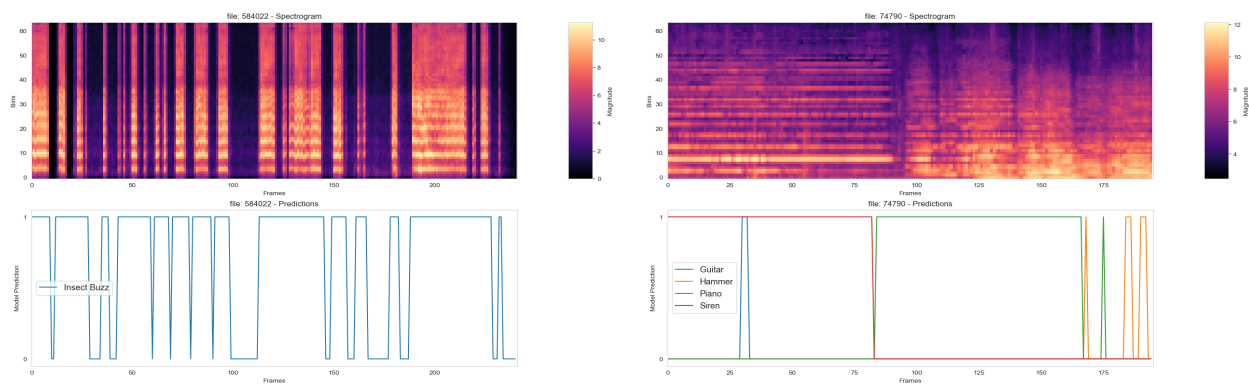 file: 584022 - Spectrogram
60
50
40
30
20
10
0
Bins
0 50 100 150 200
Frames
10
8
6
4
2
0
Magnitude
file: 74790 - Spectrogram
60
50
40
30
20
10
0
Bins
0 25 50 75 100 125 150 175
Frames
12
10
8
6
4
Magnitude
file: 584022 - Predictions
1
0
Model Prediction
Insect Buzz
0 50 100 150 200
Frames
file: 74790 - Predictions
1
0
Model Prediction
Guitar
Hammer
Piano
Siren
0 25 50 75 100 125 150 175
Frames